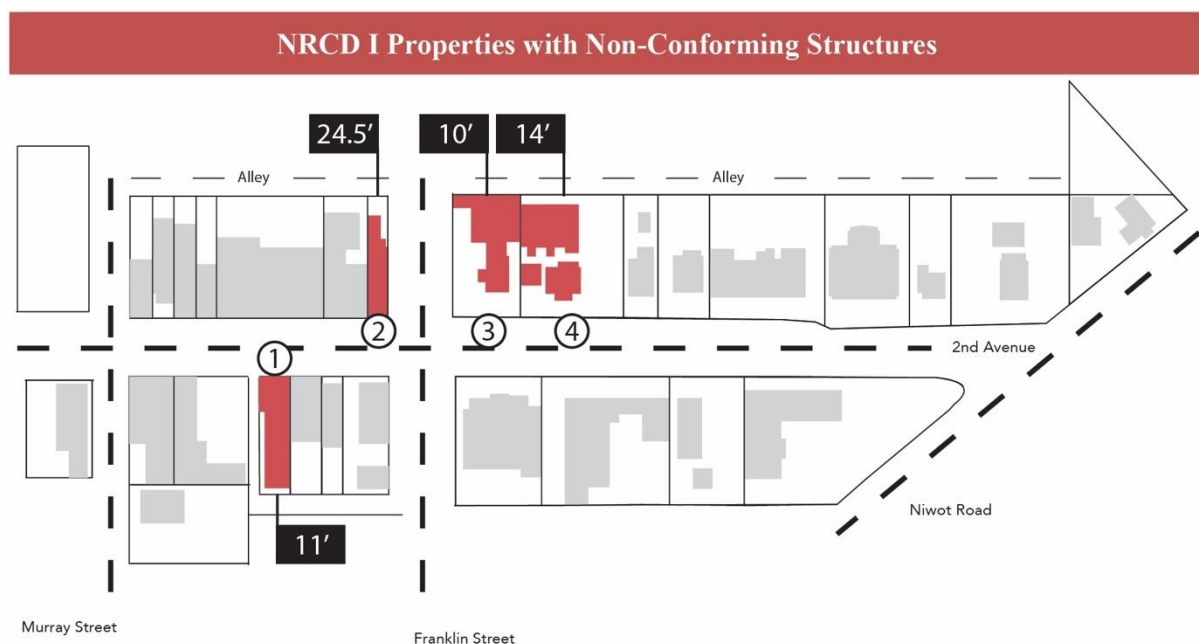 NRCD I Properties with Non-Conforming Structures
24.5’
10’
14’
Alley
Alley
2
3
4
1
2nd Avenue
Niwot Road
11’
Murray Street
Franklin Street